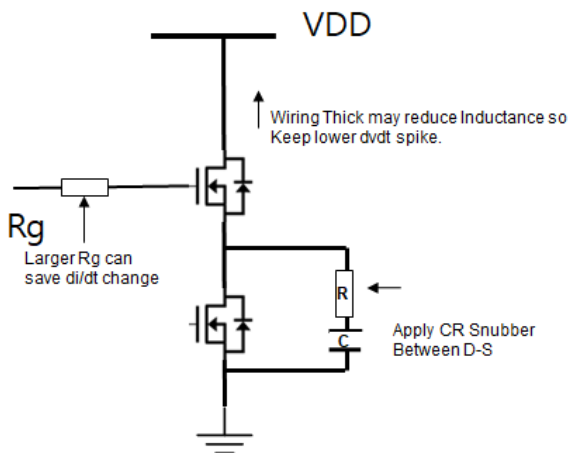 VDD
Wiring Thick may reduce Inductance so
Keep lower dvdt spike.
Rg
Larger Rg can
save di/dt change
R
C
Apply CR Snubber
Between D-S